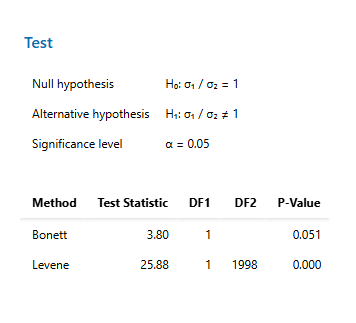 Test
Null hypothesis H₀: σ₁ / σ₂ = 1
Alternative hypothesis H₁: σ₁ / σ₂ ≠ 1
Significance level α = 0.05
Method Test Statistic DF1 DF2 P-Value
Bonett 3.80 1 0.051
Levene 25.88 1 1998 0.000